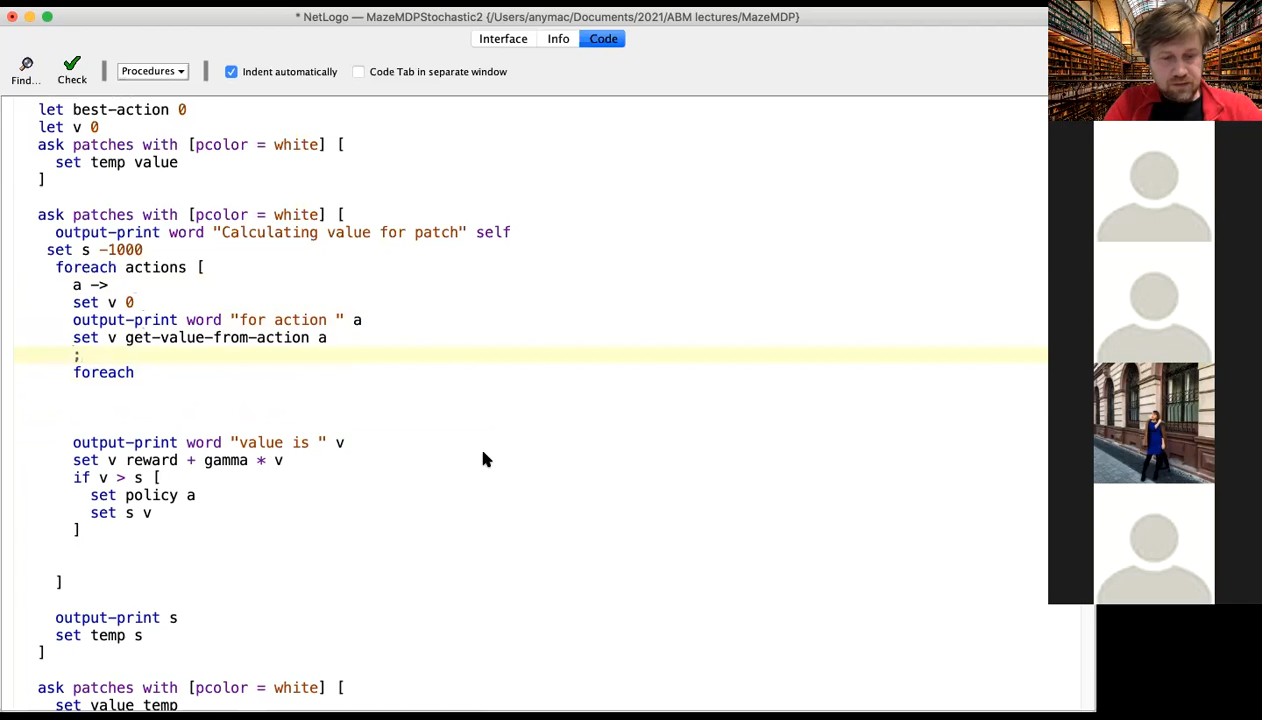 * NetLogo — MazeMDPStochastic2 {/Users/anymac/Documents/2021/ABM lectures/MazeMDP}
Interface Info Code
Find... Check Procedures Indent automatically Code Tab in separate window
let best-action 0
let v 0
ask patches with [pcolor = white] [
set temp value
]
ask patches with [pcolor = white] [
output-print word "Calculating value for patch" self
set s -1000
foreach actions [
a ->
set v 0
output-print word "for action " a
set v get-value-from-action a
;
foreach
output-print word "value is " v
set v reward + gamma * v
if v > s [
set policy a
set s v
]
]
output-print s
set temp s
]
ask patches with [pcolor = white] [
set value temp